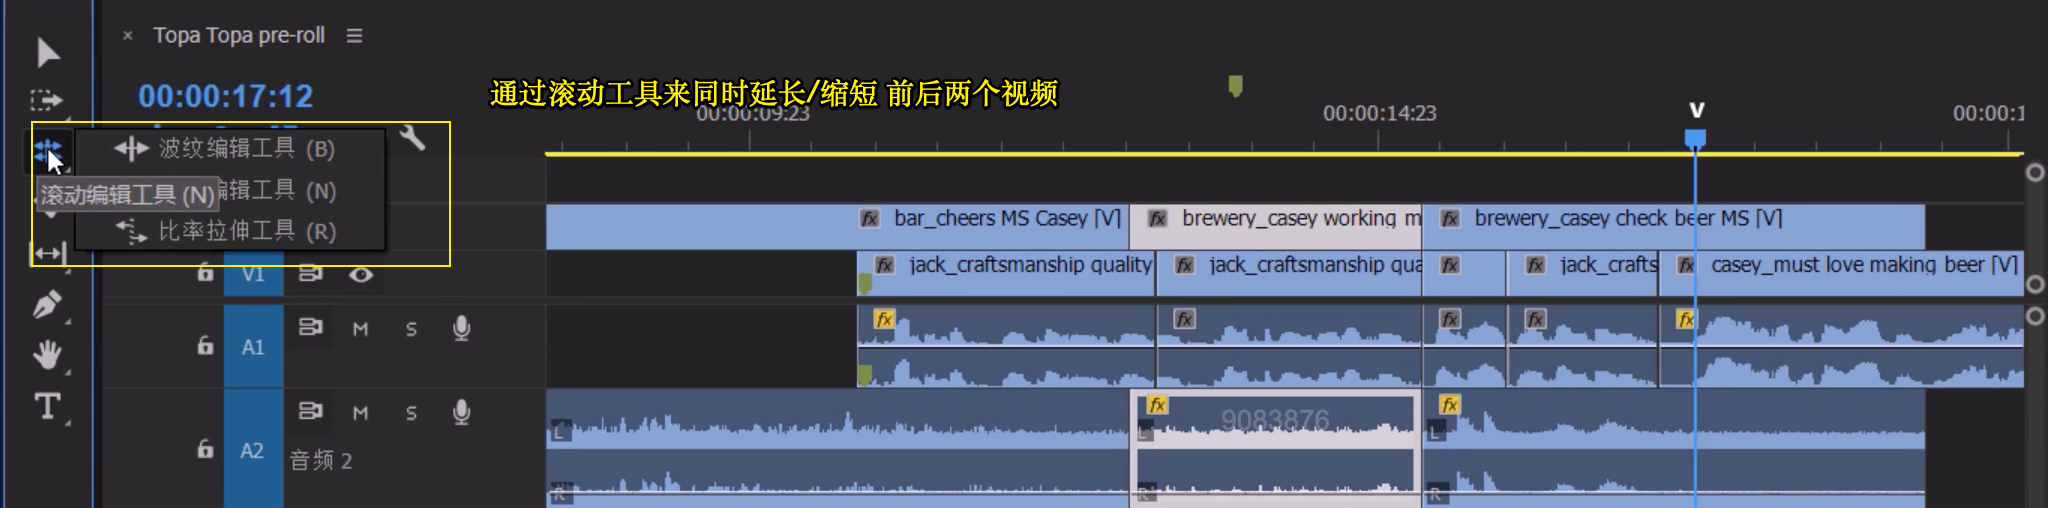 × Topa Topa pre-roll
00:00:17:12
通过滚动工具来同时延长/缩短 前后两个视频
00:00:09:23
00:00:14:23
V
00:00:1
波纹编辑工具 (B)
滚动编辑工具 (N)
编辑工具 (N)
比率拉伸工具 (R)
fx bar_cheers MS Casey [V]
fx brewery_casey working m
fx brewery_casey check beer MS [V]
V1
fx jack_craftsmanship quality
fx jack_craftsmanship qua
fx
fx jack_crafts
fx casey_must love making beer [V]
A1
M S
fx
fx
fx
fx
fx
A2
M S
音频 2
L
fx
9083876
L
fx
L
R
R
R
T